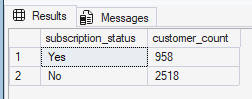 Results Messages
subscription_status customer_count
1 Yes 958
2 No 2518